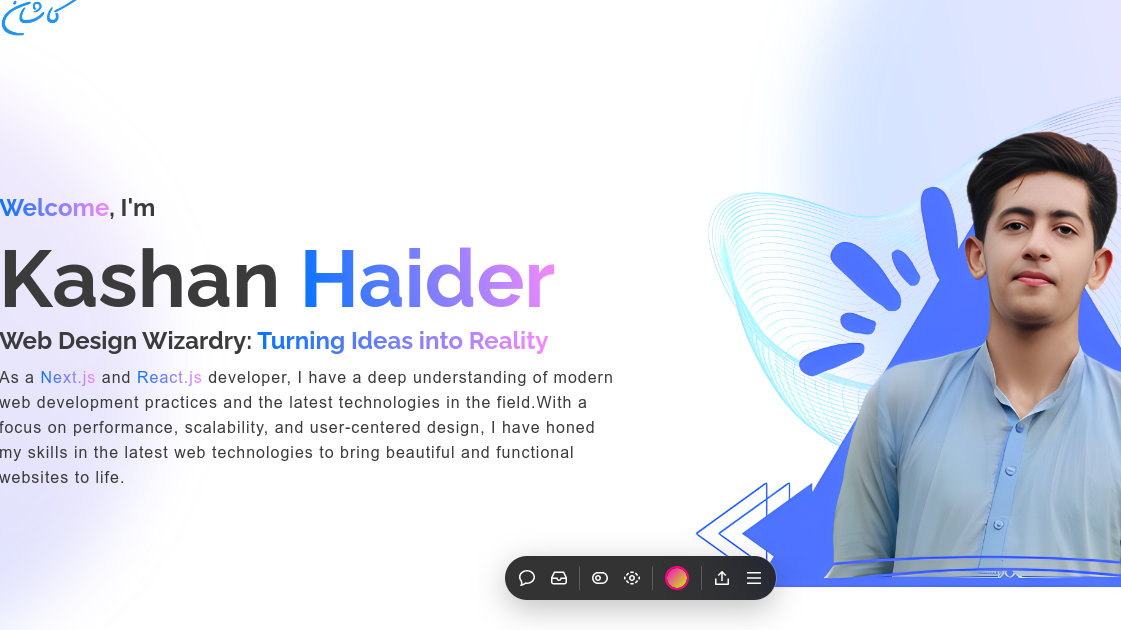 Welcome, I'm
Kashan Haider
Web Design Wizardry: Turning Ideas into Reality
As a Next.js and React.js developer, I have a deep understanding of modern
web development practices and the latest technologies in the field.With a
focus on performance, scalability, and user-centered design, I have honed
my skills in the latest web technologies to bring beautiful and functional
websites to life.